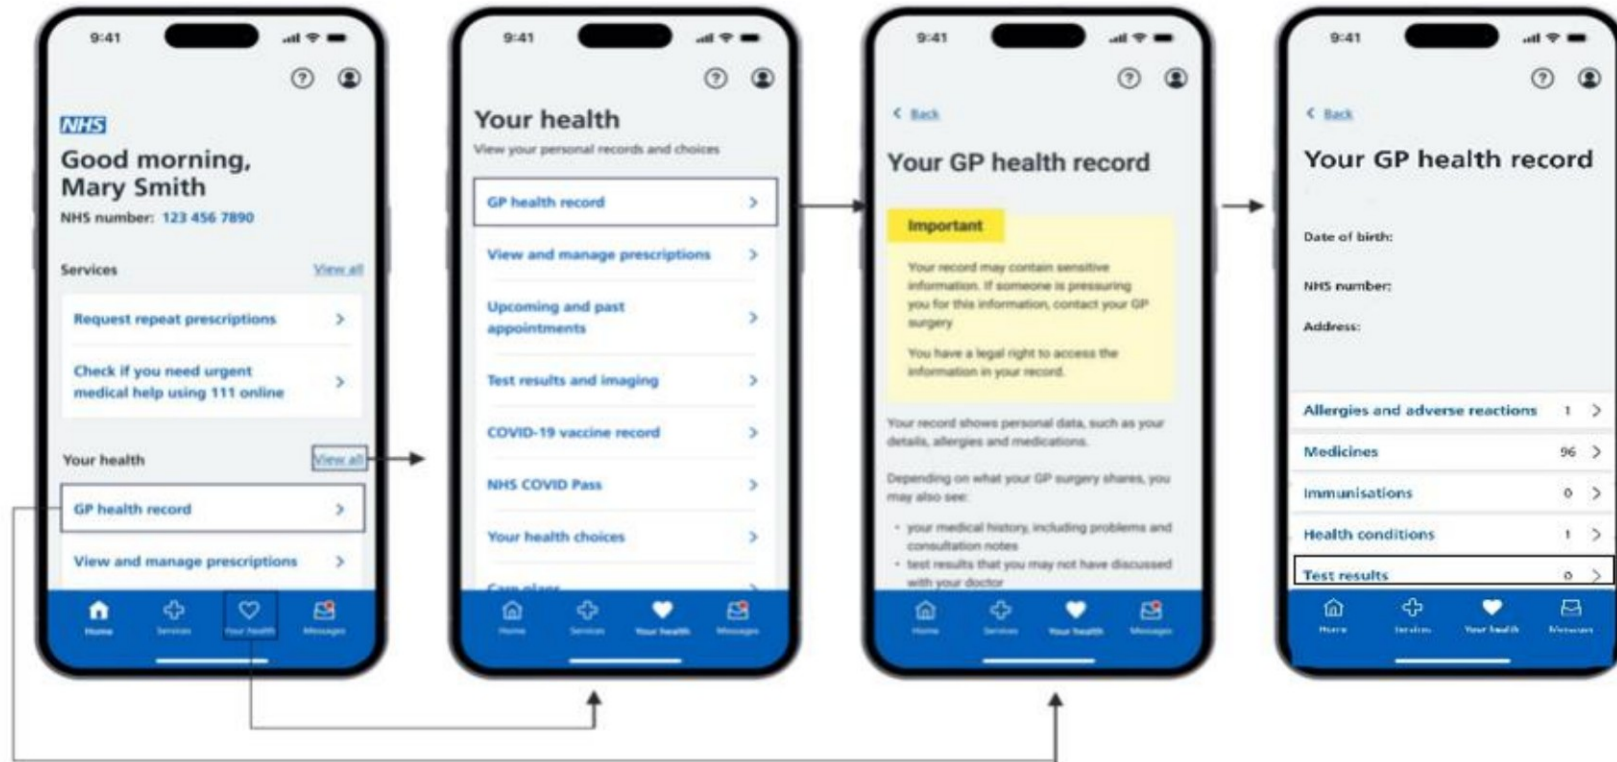 9:41
NHS
Good morning,
Mary Smith
NHS number: 123 456 7890
Services View all
Request repeat prescriptions
Check if you need urgent
medical help using 111 online
Your health View all
GP health record
View and manage prescriptions
Home Services Your health Messages
9:41
Your health
View your personal records and choices
GP health record
View and manage prescriptions
Upcoming and past
appointments
Test results and imaging
COVID-19 vaccine record
NHS COVID Pass
Your health choices
Care plans
Home Services Your health Messages
9:41
Back
Your GP health record
Important
Your record may contain sensitive
information. If someone is pressuring
you for this information, contact your GP
surgery
You have a legal right to access the
information in your record.
Your record shows personal data, such as your
details, allergies and medications.
Depending on what your GP surgery shares, you
may also see:
• your medical history, including problems and
consultation notes
• test results that you may not have discussed
with your doctor
Home Services Your health Messages
9:41
Back
Your GP health record
Date of birth:
NHS number:
Address:
Allergies and adverse reactions 1
Medicines 96
Immunisations 0
Health conditions 1
Test results 0
Home Services Your health Messages